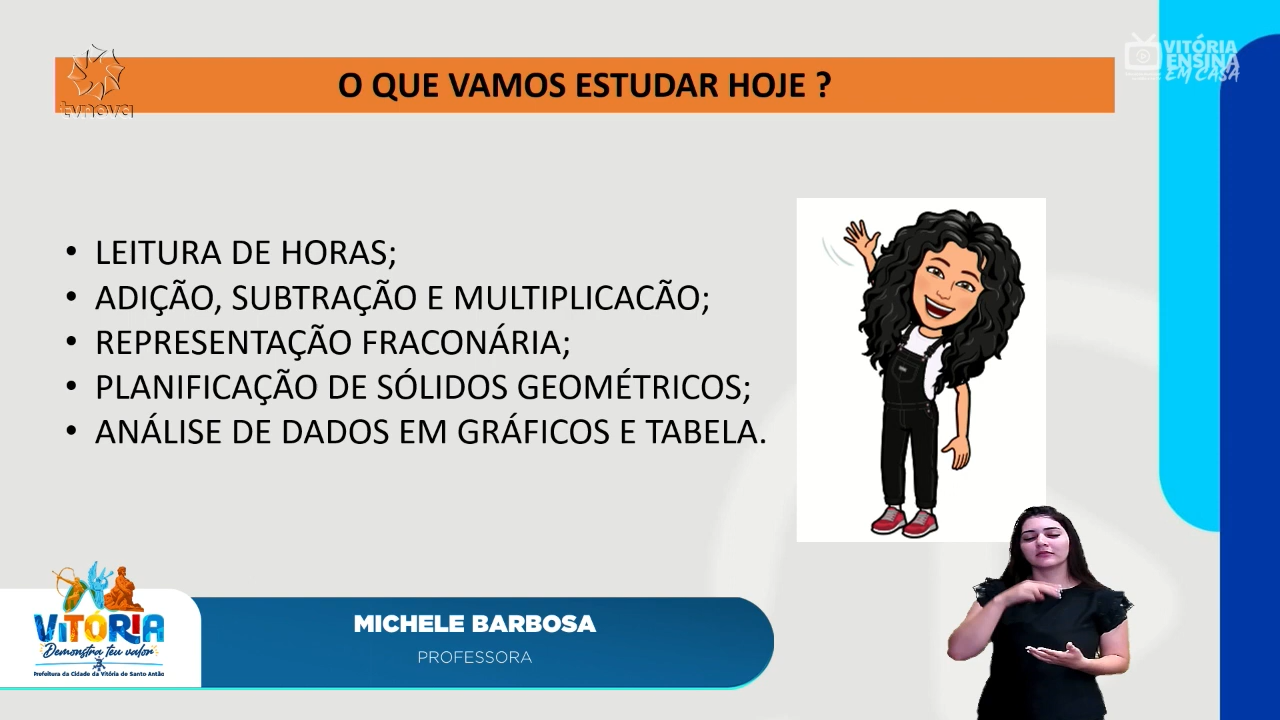 O QUE VAMOS ESTUDAR HOJE ?
tvnova
VITÓRIA
ENSINA
EM CASA
• LEITURA DE HORAS;
• ADIÇÃO, SUBTRAÇÃO E MULTIPLICACÃO;
• REPRESENTAÇÃO FRACONÁRIA;
• PLANIFICAÇÃO DE SÓLIDOS GEOMÉTRICOS;
• ANÁLISE DE DADOS EM GRÁFICOS E TABELA.
VITÓRIA
Demonstra teu valor
Prefeitura da Cidade da Vitória de Santo Antão
MICHELE BARBOSA
PROFESSORA